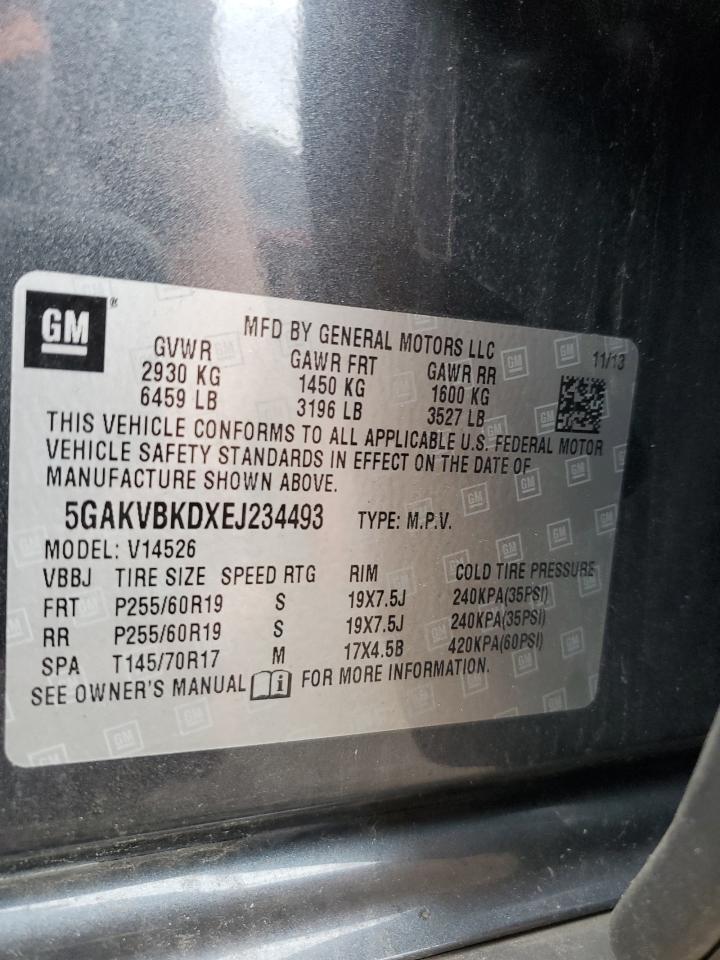 GM®
MFD BY GENERAL MOTORS LLC
11/13
GVWR GAWR FRT GAWR RR
2930 KG 1450 KG 1600 KG
6459 LB 3196 LB 3527 LB
THIS VEHICLE CONFORMS TO ALL APPLICABLE U.S. FEDERAL MOTOR
VEHICLE SAFETY STANDARDS IN EFFECT ON THE DATE OF
MANUFACTURE SHOWN ABOVE.
5GAKVBKDXEJ234493 TYPE: M.P.V.
MODEL: V14526
VBBJ TIRE SIZE SPEED RTG RIM COLD TIRE PRESSURE
FRT P255/60R19 S 19X7.5J 240KPA(35PSI)
RR P255/60R19 S 19X7.5J 240KPA(35PSI)
SPA T145/70R17 M 17X4.5B 420KPA(60PSI)
SEE OWNER'S MANUAL i FOR MORE INFORMATION.